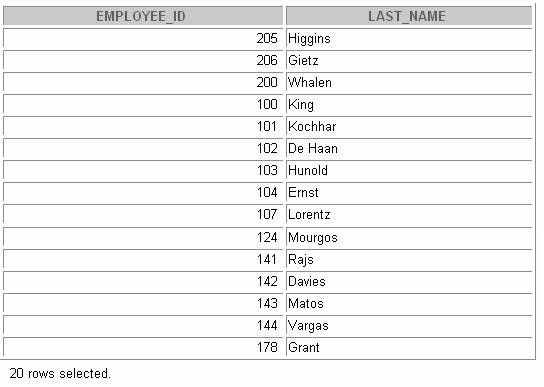 EMPLOYEE_ID LAST_NAME
205 Higgins
206 Gietz
200 Whalen
100 King
101 Kochhar
102 De Haan
103 Hunold
104 Ernst
107 Lorentz
124 Mourgos
141 Rajs
142 Davies
143 Matos
144 Vargas
178 Grant
20 rows selected.